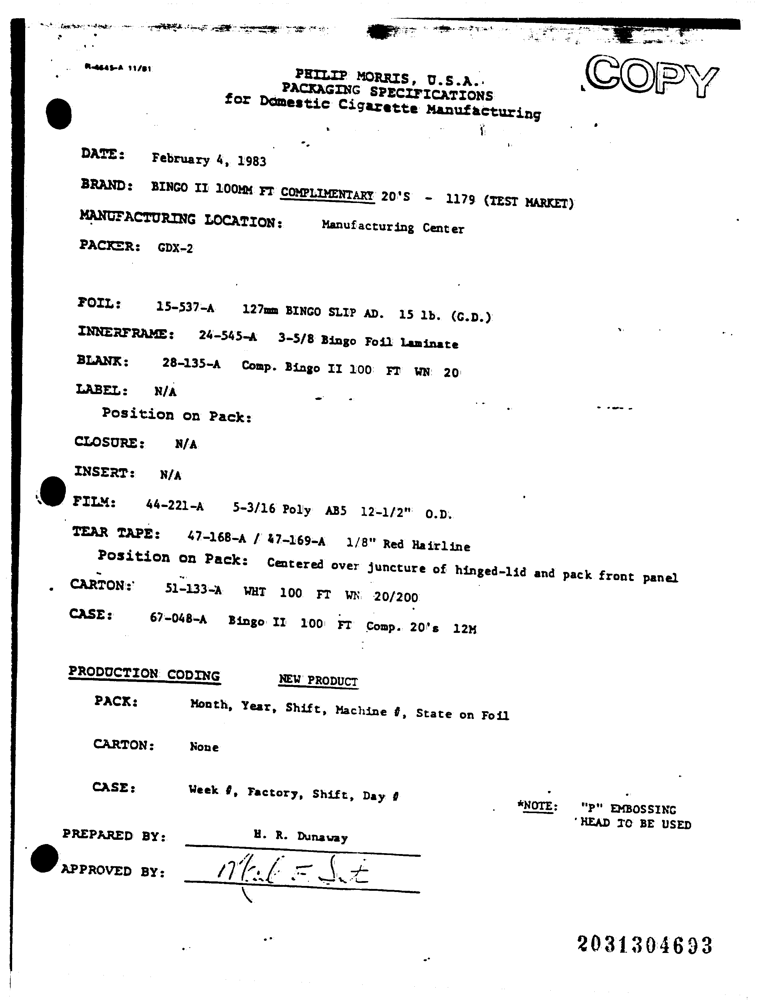 R-4645-A 11/81
COPY
PHILIP MORRIS, U.S.A.
PACKAGING SPECIFICATIONS
for Domestic Cigarette Manufacturing
DATE: February 4, 1983
BRAND: BINGO II 100MM FT COMPLIMENTARY 20'S - 1179 (TEST MARKET)
MANUFACTURING LOCATION: Manufacturing Center
PACKER: GDX-2
FOIL: 15-537-A 127mm BINGO SLIP AD. 15 lb. (G.D.)
INNERFRAME: 24-545-A 3-5/8 Bingo Foil Laminate
BLANK: 28-135-A Comp. Bingo II 100 FT WN 20
LABEL: N/A
Position on Pack:
CLOSURE: N/A
INSERT: N/A
FILM: 44-221-A 5-3/16 Poly AB5 12-1/2" O.D.
TEAR TAPE: 47-168-A / 47-169-A 1/8" Red Hairline
Position on Pack: Centered over juncture of hinged-lid and pack front panel
CARTON: 51-133-A WHT 100 FT WN 20/200
CASE: 67-048-A Bingo II 100 FT Comp. 20's 12M
PRODUCTION CODING NEW PRODUCT
PACK: Month, Year, Shift, Machine #, State on Foil
CARTON: None
CASE: Week #, Factory, Shift, Day #
*NOTE: "P" EMBOSSING
HEAD TO BE USED
PREPARED BY: H. R. Dunaway
APPROVED BY:
2031304693